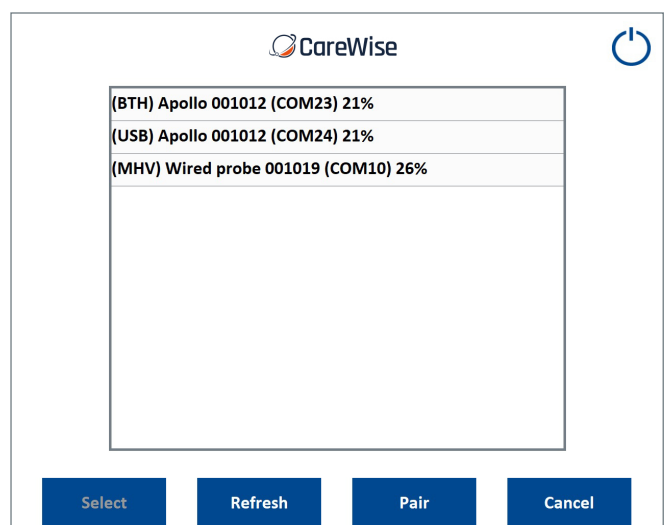 CareWise
(BTH) Apollo 001012 (COM23) 21%
(USB) Apollo 001012 (COM24) 21%
(MHV) Wired probe 001019 (COM10) 26%
Select Refresh Pair Cancel